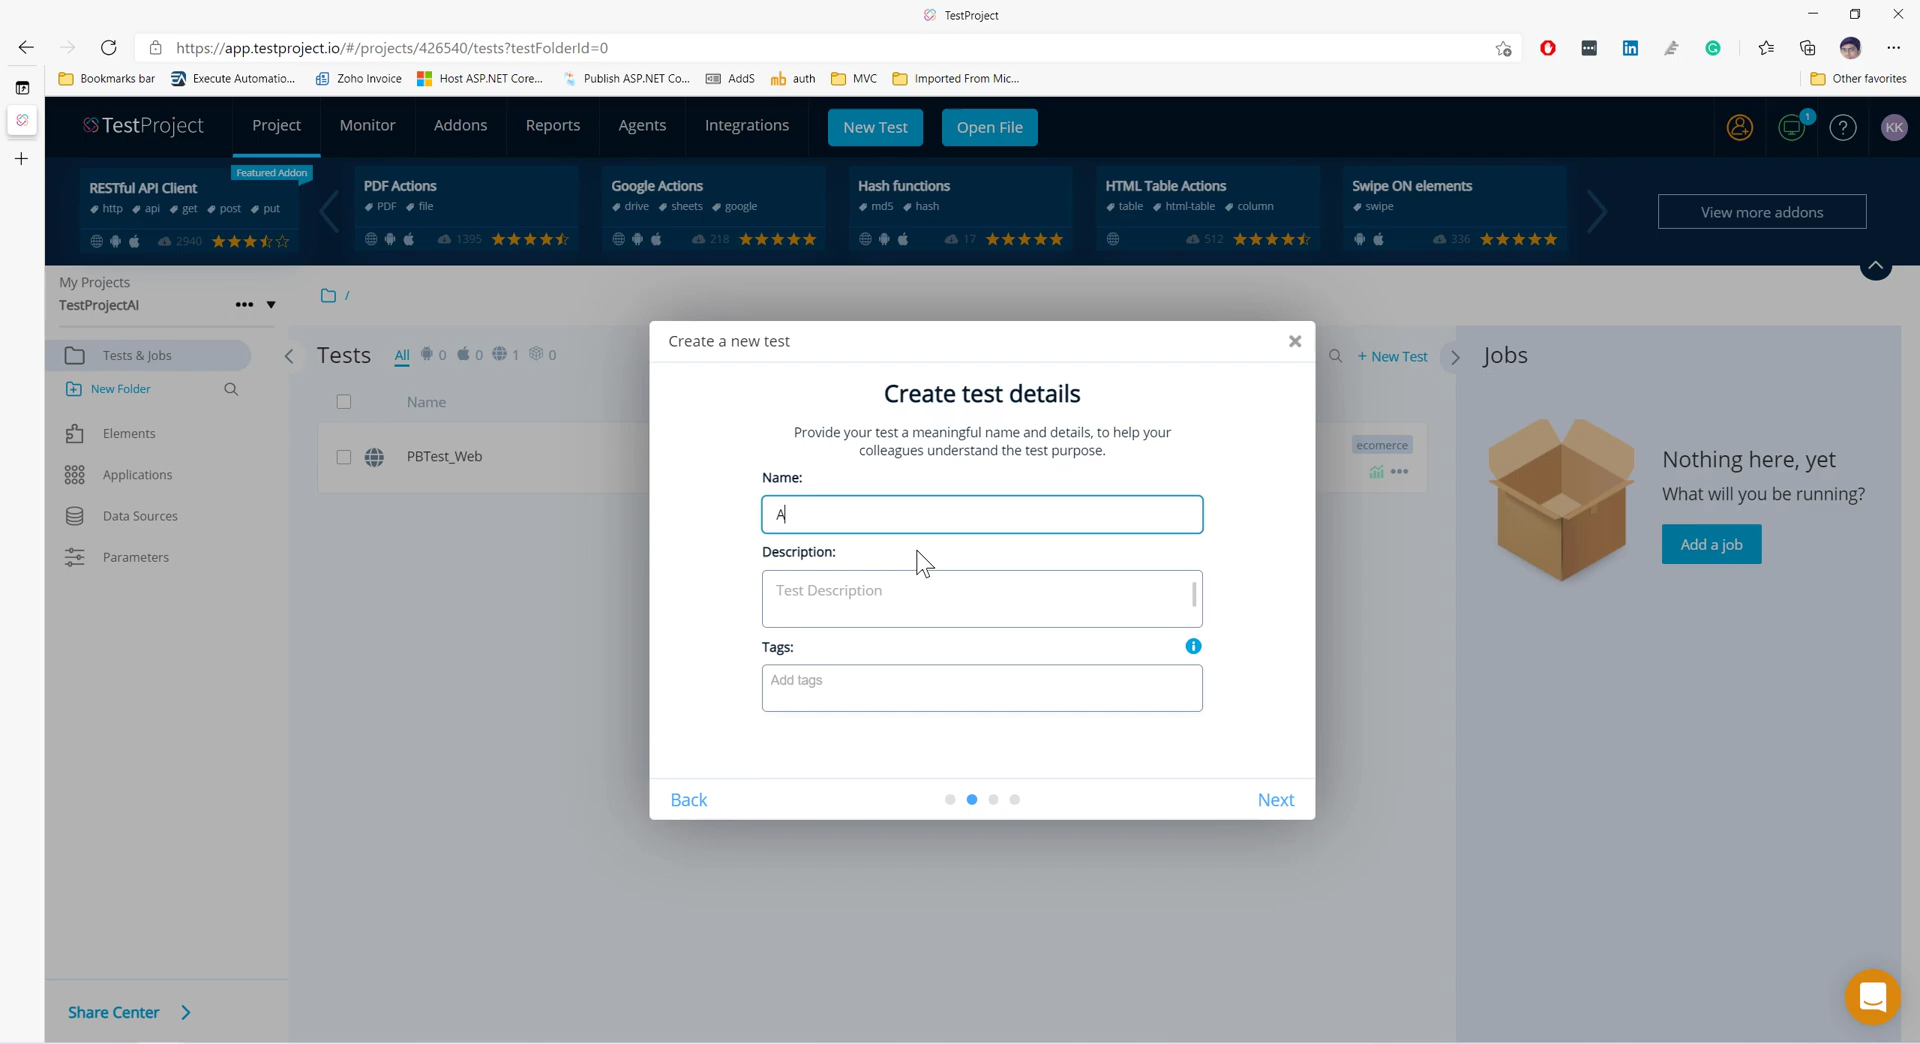 TestProject
https://app.testproject.io/#/projects/426540/tests?testFolderId=0
Bookmarks bar
Execute Automatio...
Zoho Invoice
Host ASP.NET Core...
Publish ASP.NET Co...
AddS
auth
MVC
Imported From Mic...
Other favorites
TestProject
Project
Monitor
Addons
Reports
Agents
Integrations
New Test
Open File
1
?
KK
Featured Addon
RESTful API Client
http api get post put
2940
PDF Actions
PDF file
1395
Google Actions
drive sheets google
218
Hash functions
md5 hash
17
HTML Table Actions
table html-table column
512
Swipe ON elements
swipe
336
View more addons
My Projects
TestProjectAI
/
Tests & Jobs
New Folder
Elements
Applications
Data Sources
Parameters
Share Center
Tests
All
0
0
1
0
+ New Test
Name
PBTest_Web
ecomerce
Create a new test
Create test details
Provide your test a meaningful name and details, to help your
colleagues understand the test purpose.
Name:
A
Description:
Test Description
Tags:
Add tags
Back
Next
Jobs
Nothing here, yet
What will you be running?
Add a job